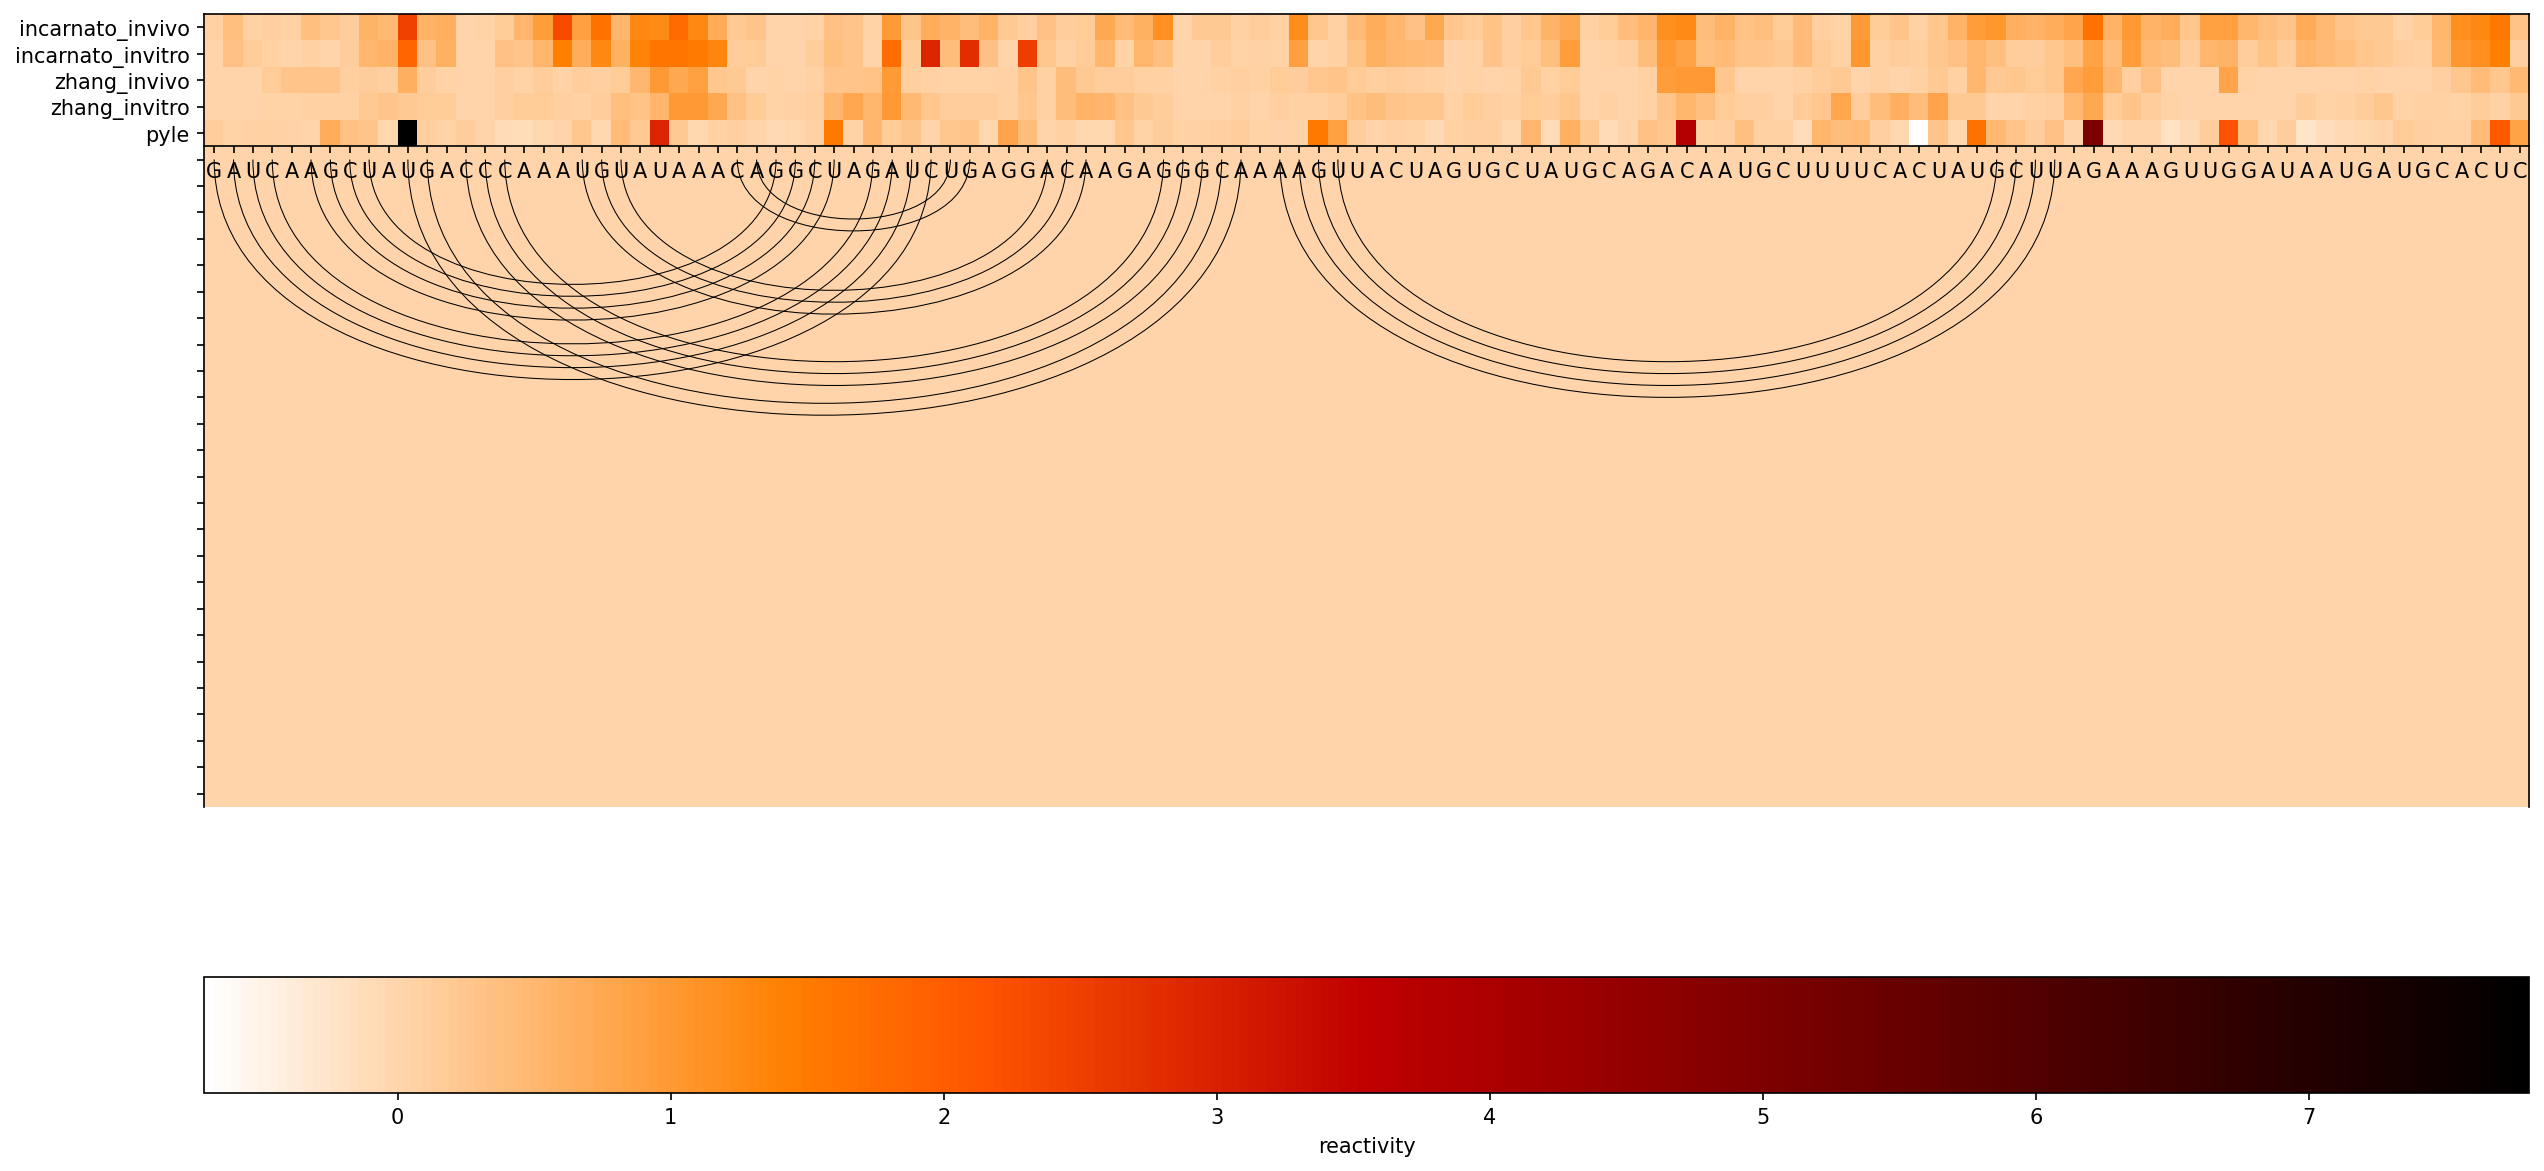 incarnato_invivo
incarnato_invitro
zhang_invivo
zhang_invitro
pyle
GAUCAAGCUAUGACCCAAAUGUAUAAACAGGCUAGAUCUGAGGACAAGAGGGCAAAAGUUACUAGUGCUAUGCAGACAAUGCUUUUCACUAUGCUUAGAAAGUUGGAUAAUGAUGCACUC
0 1 2 3 4 5 6 7
reactivity